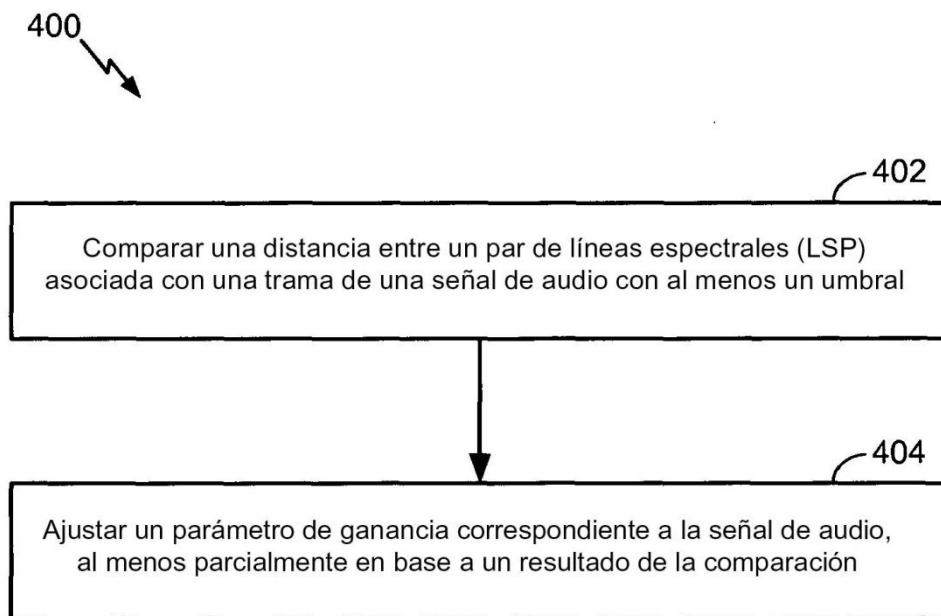 400
402
Comparar una distancia entre un par de líneas espectrales (LSP)
asociada con una trama de una señal de audio con al menos un umbral
404
Ajustar un parámetro de ganancia correspondiente a la señal de audio,
al menos parcialmente en base a un resultado de la comparación